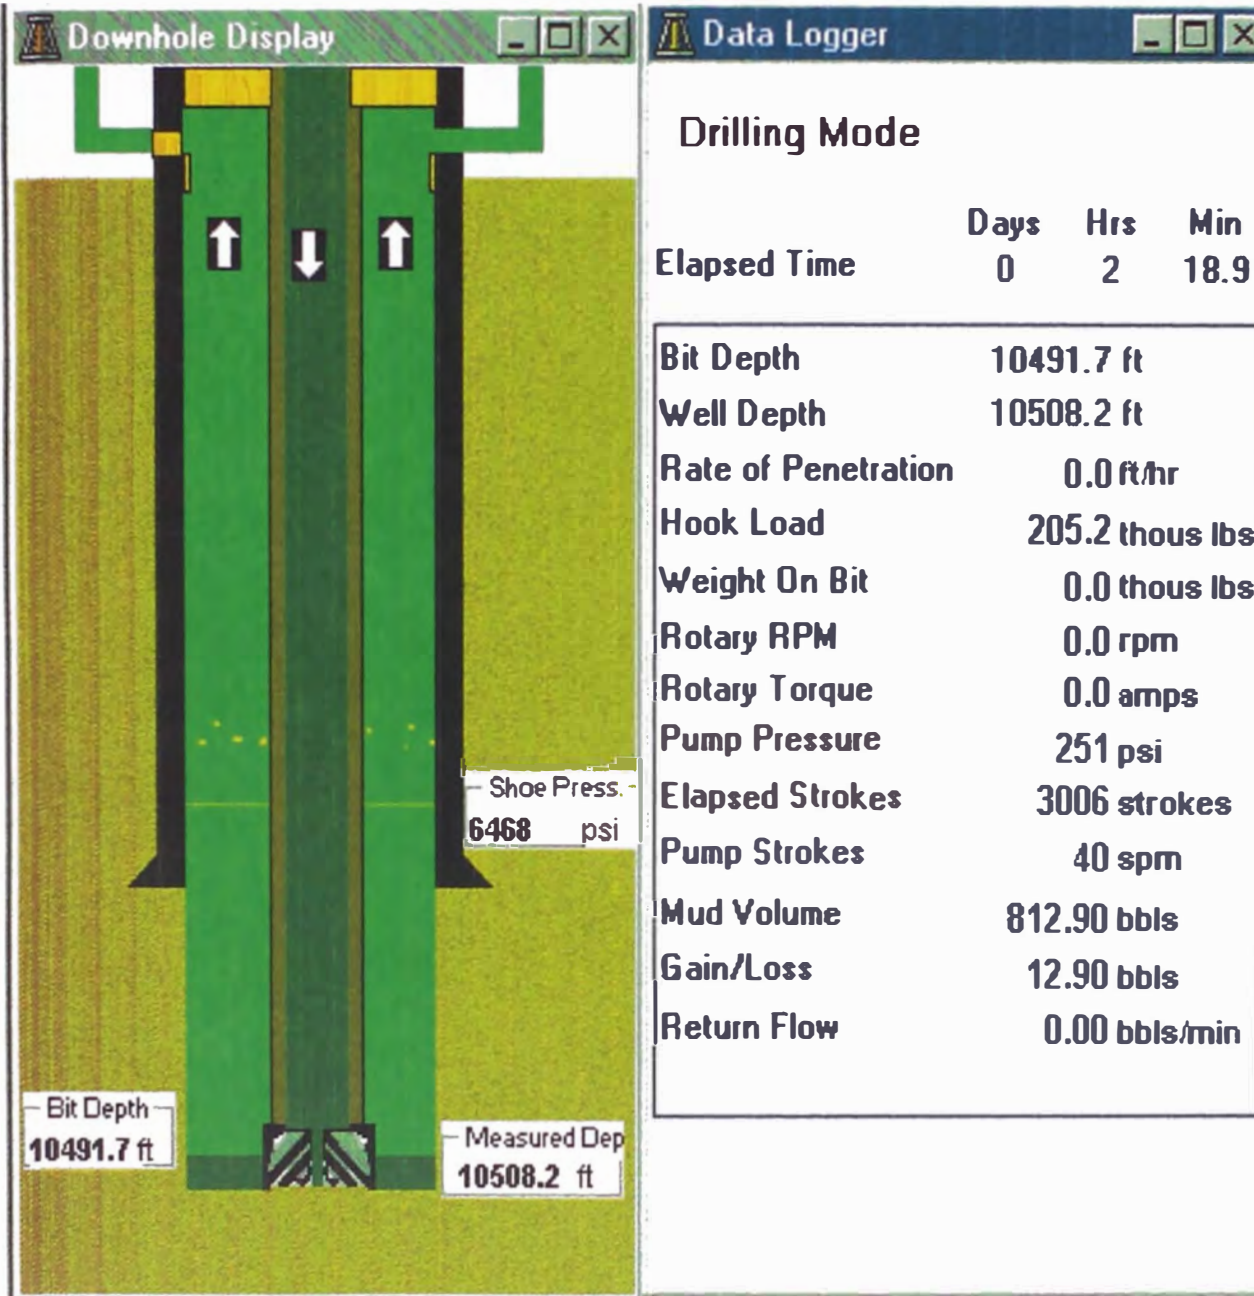 Downhole Display
Shoe Press.
6468 psi
Bit Depth
10491.7 ft
Measured Dep
10508.2 ft
Data Logger
Drilling Mode
Days Hrs Min
Elapsed Time 0 2 18.9
Bit Depth 10491.7 ft
Well Depth 10508.2 ft
Rate of Penetration 0.0 ft/hr
Hook Load 205.2 thous lbs
Weight On Bit 0.0 thous lbs
Rotary RPM 0.0 rpm
Rotary Torque 0.0 amps
Pump Pressure 251 psi
Elapsed Strokes 3006 strokes
Pump Strokes 40 spm
Mud Volume 812.90 bbls
Gain/Loss 12.90 bbls
Return Flow 0.00 bbls/min